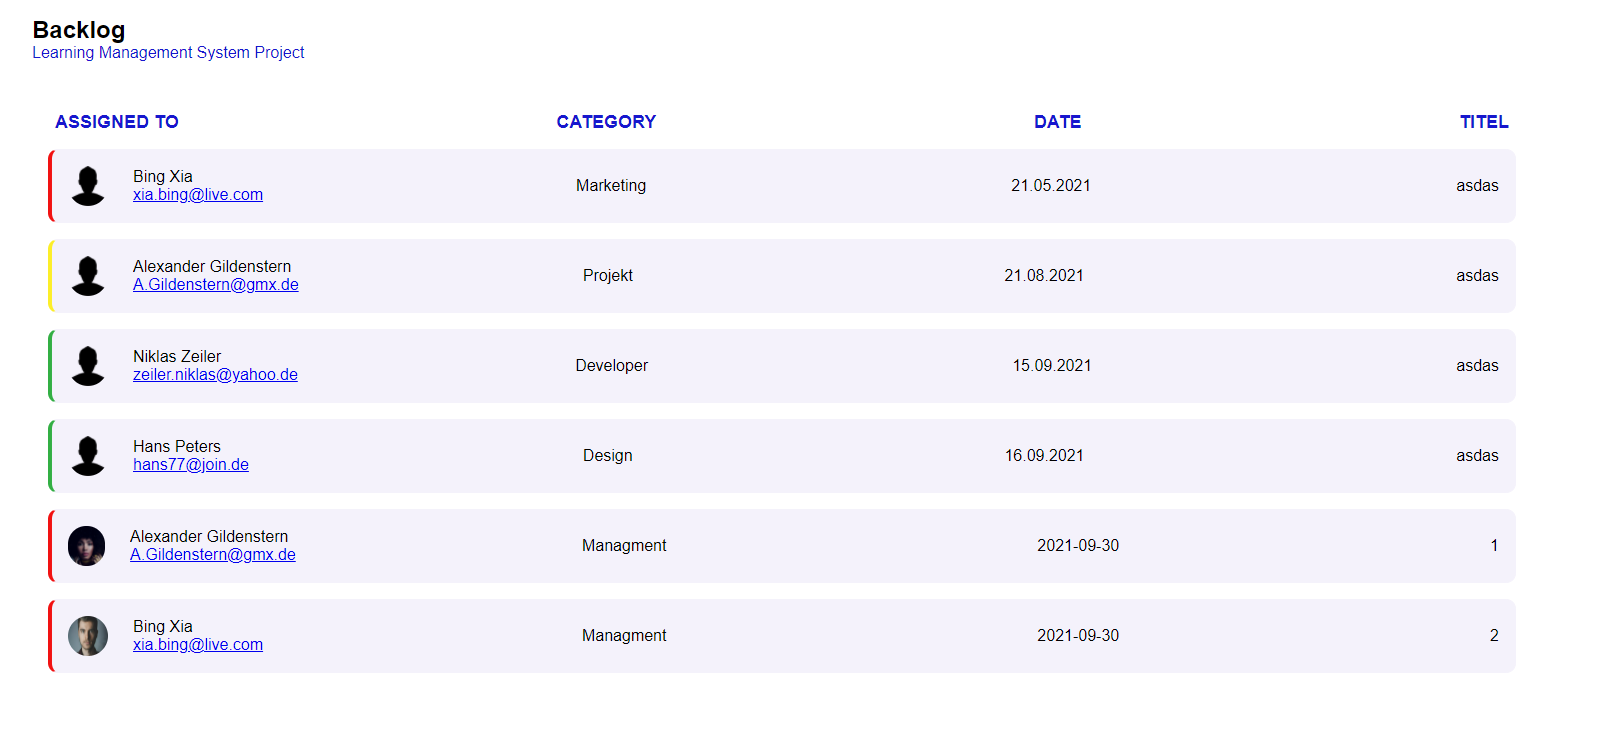 Backlog
Learning Management System Project
ASSIGNED TO CATEGORY DATE TITEL
Bing Xia
xia.bing@live.com Marketing 21.05.2021 asdas
Alexander Gildenstern
A.Gildenstern@gmx.de Projekt 21.08.2021 asdas
Niklas Zeiler
zeiler.niklas@yahoo.de Developer 15.09.2021 asdas
Hans Peters
hans77@join.de Design 16.09.2021 asdas
Alexander Gildenstern
A.Gildenstern@gmx.de Managment 2021-09-30 1
Bing Xia
xia.bing@live.com Managment 2021-09-30 2